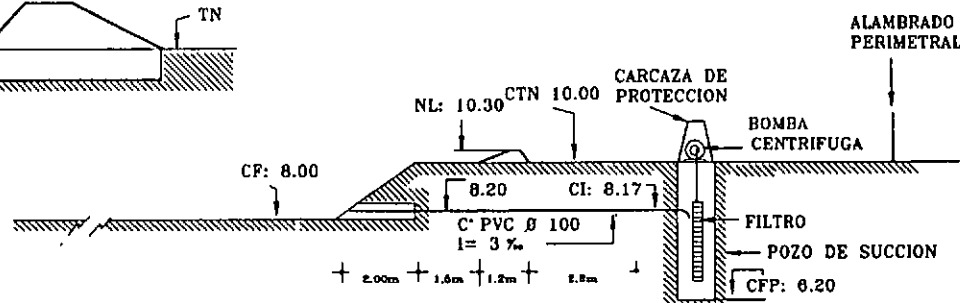 TN
ALAMBRADO
PERIMETRAL
CARCAZA DE
PROTECCION
NL: 10.30
CTN 10.00
BOMBA
CENTRIFUGA
CF: 8.00
8.20
CI: 8.17
C° PVC Ø 100
i= 3 ‰
FILTRO
POZO DE SUCCION
2.00m
1.5m
1.2m
CFP: 6.20